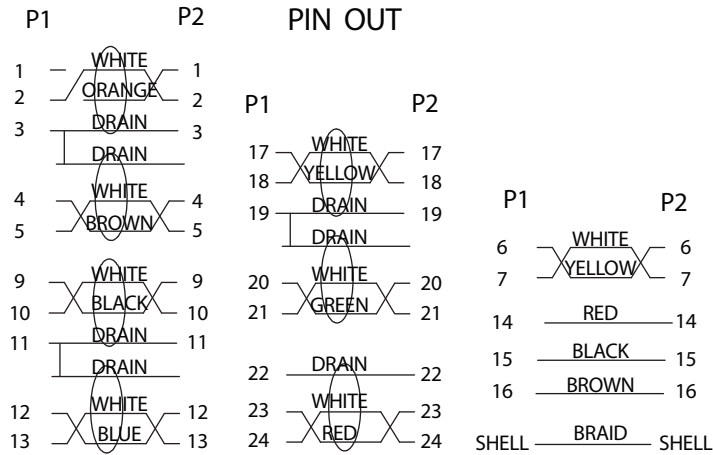 PIN OUT
P1 P2
1 WHITE 1
2 ORANGE 2
3 DRAIN 3
DRAIN
4 WHITE 4
5 BROWN 5
9 WHITE 9
10 BLACK 10
11 DRAIN 11
DRAIN
12 WHITE 12
13 BLUE 13
P1 P2
17 WHITE 17
18 YELLOW 18
19 DRAIN 19
DRAIN
20 WHITE 20
21 GREEN 21
22 DRAIN 22
23 WHITE 23
24 RED 24
P1 P2
6 WHITE 6
7 YELLOW 7
14 RED 14
15 BLACK 15
16 BROWN 16
SHELL BRAID SHELL